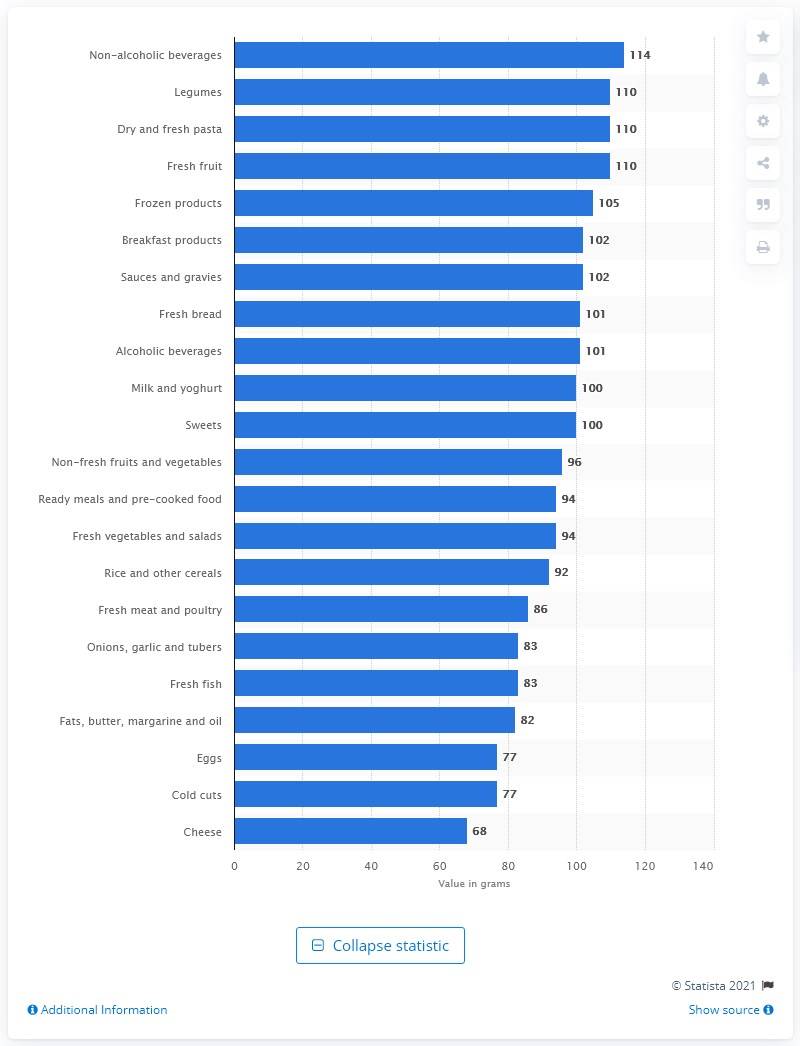 Non-alcoholic beverages 114
Legumes 110
Dry and fresh pasta 110
Fresh fruit 110
Frozen products 105
Breakfast products 102
Sauces and gravies 102
Fresh bread 101
Alcoholic beverages 101
Milk and yoghurt 100
Sweets 100
Non-fresh fruits and vegetables 96
Ready meals and pre-cooked food 94
Fresh vegetables and salads 94
Rice and other cereals 92
Fresh meat and poultry 86
Onions, garlic and tubers 83
Fresh fish 83
Fats, butter, margarine and oil 82
Eggs 77
Cold cuts 77
Cheese 68
0 20 40 60 80 100 120 140
Value in grams
Collapse statistic
© Statista 2021
Additional Information Show source